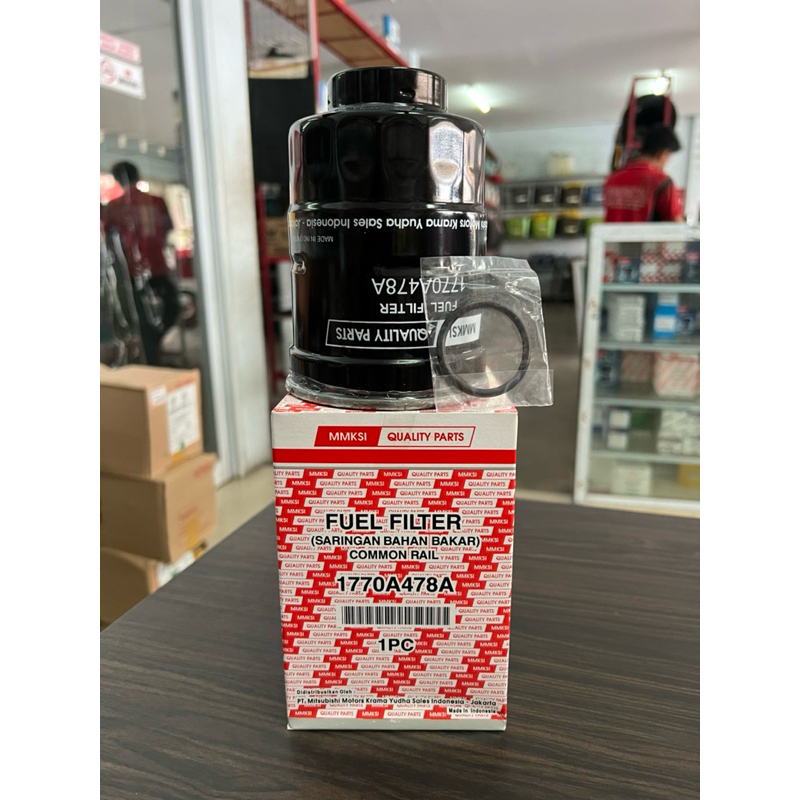 MADE IN INDONESIA
Motors Krama Yudha Sales Indonesia - 
1770A478A
FUEL FILTER
MMKSI QUALITY PARTS
MMKSI QUALITY PARTS
FUEL FILTER
(SARINGAN BAHAN BAKAR)
COMMON RAIL
1770A478A
1PC
Didistribusikan Oleh :
PT. Mitsubishi Motors Krama Yudha Sales Indonesia - Jakarta
Made In Indonesia